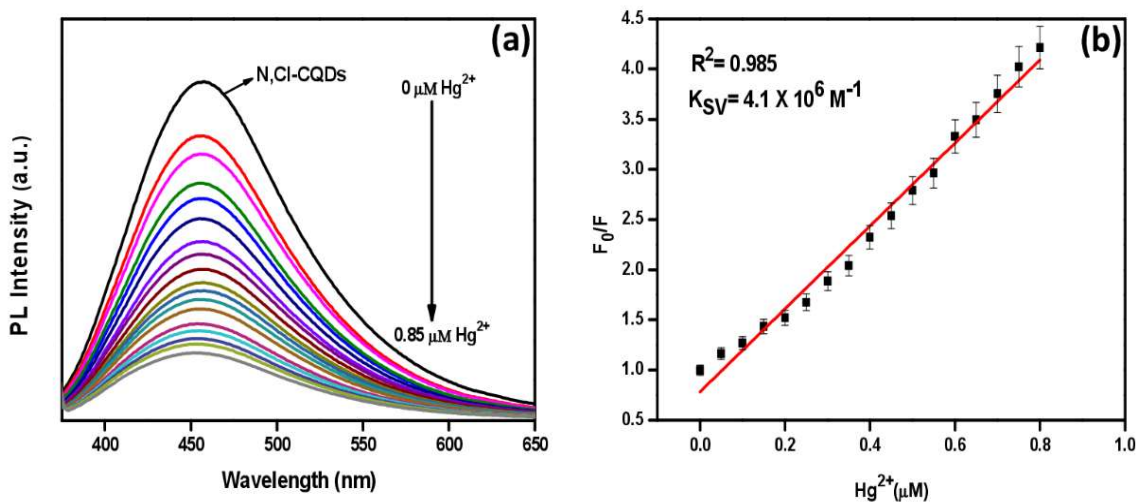 (a)
N,Cl-CQDs
0 μM Hg²⁺
0.85 μM Hg²⁺
PL Intensity (a.u.)
400 450 500 550 600 650
Wavelength (nm)
(b)
R²= 0.985
K_SV= 4.1 X 10⁶ M⁻¹
4.5
4.0
3.5
3.0
2.5
2.0
1.5
1.0
0.5
F₀/F
0.0 0.2 0.4 0.6 0.8 1.0
Hg²⁺(μM)